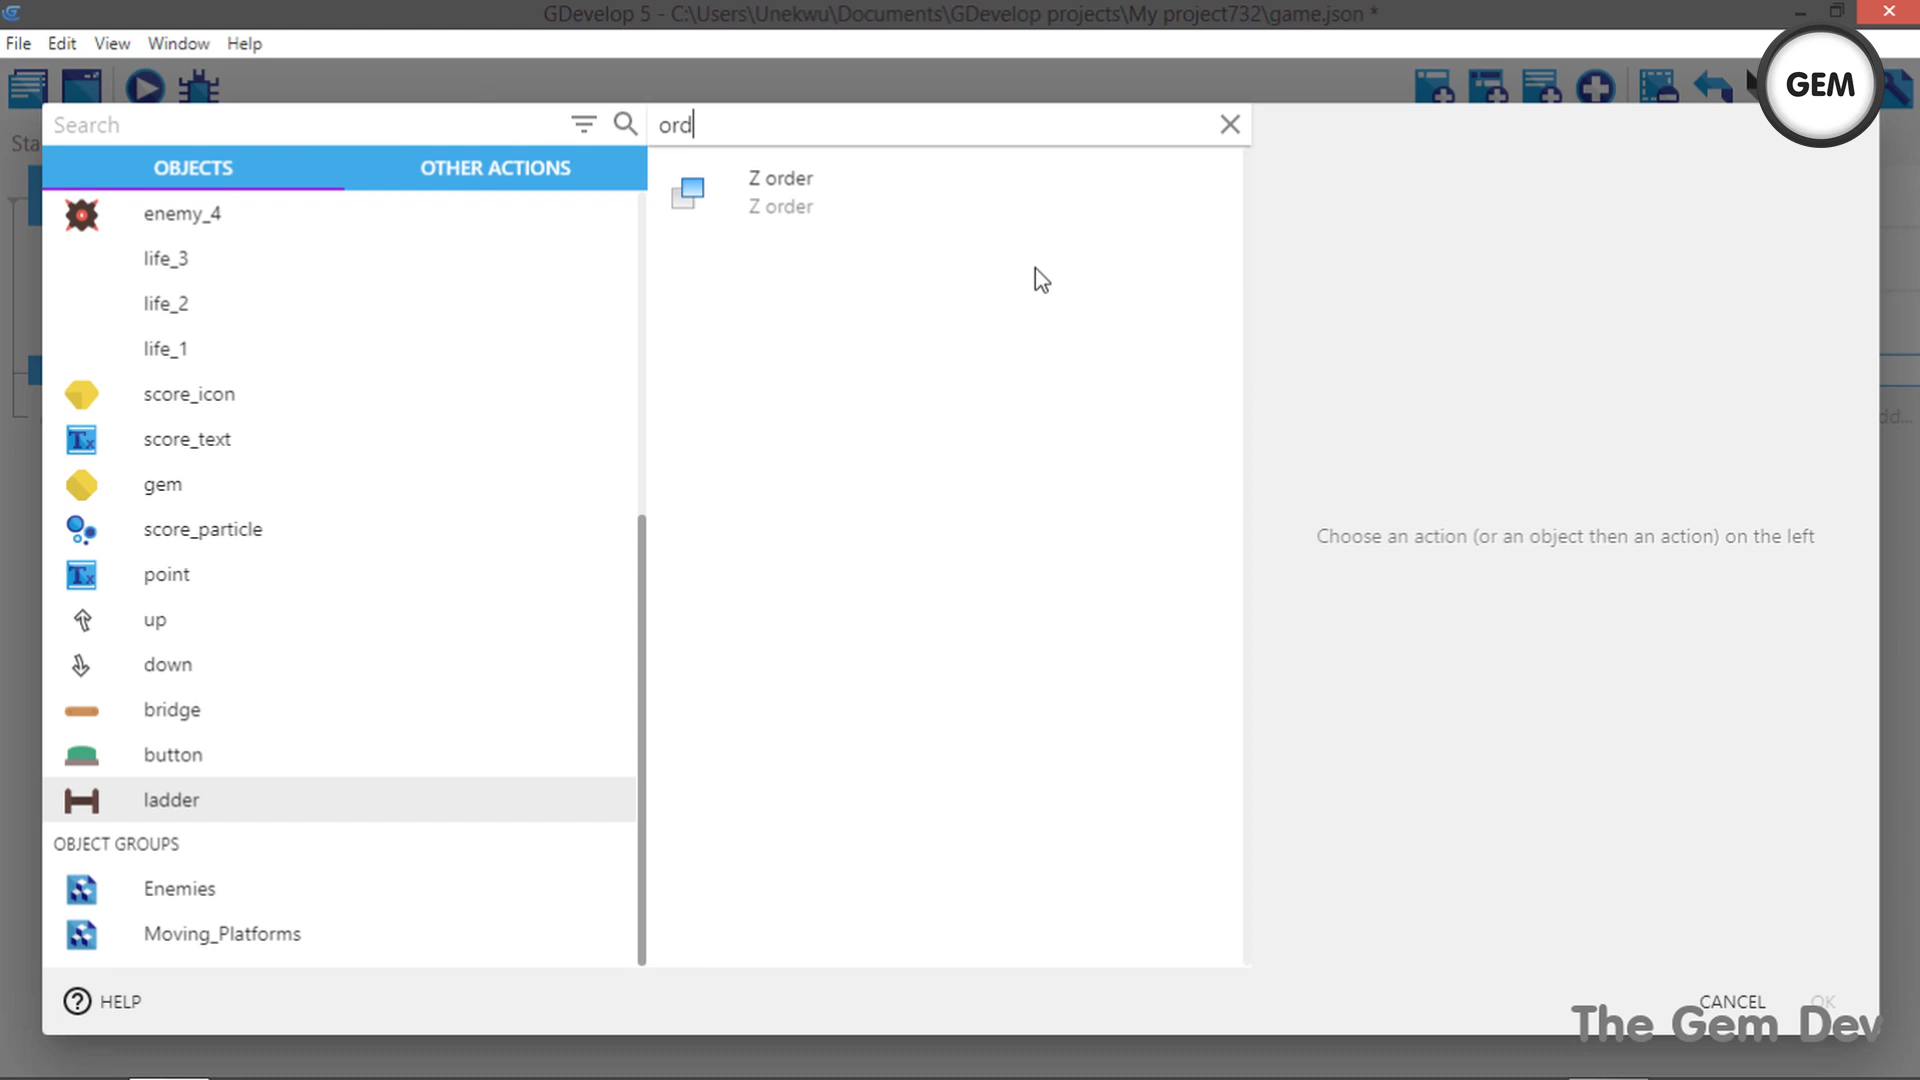 GDevelop 5 - C:\Users\Unekwu\Documents\GDevelop projects\My project732\game.json *
File Edit View Window Help
GEM
Search
ord
Sta
OBJECTS
OTHER ACTIONS
Z order
Z order
enemy_4
life_3
life_2
life_1
score_icon
score_text
gem
score_particle
point
up
down
bridge
button
ladder
OBJECT GROUPS
Enemies
Moving_Platforms
Choose an action (or an object then an action) on the left
dd...
HELP
CANCEL
OK
The Gem Dev